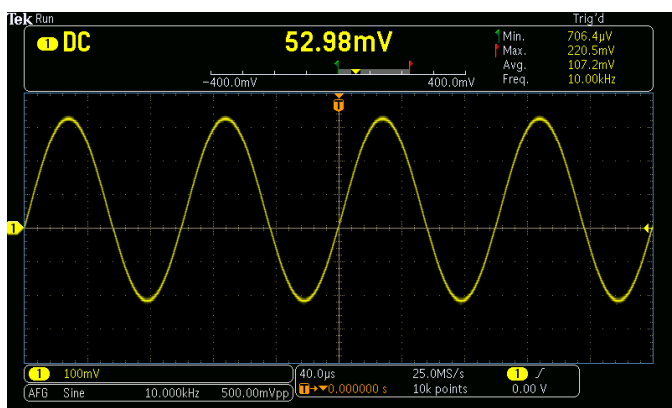 Tek Run Trig'd
1 DC 52.98mV
Min. 706.4µV
Max. 220.5mV
Avg. 107.2mV
Freq. 10.00kHz
-400.0mV 400.0mV
T
1
1 100mV
40.0µs 25.0MS/s 1
T→▼0.000000 s 10k points 0.00 V
AFG Sine 10.000kHz 500.00mVpp